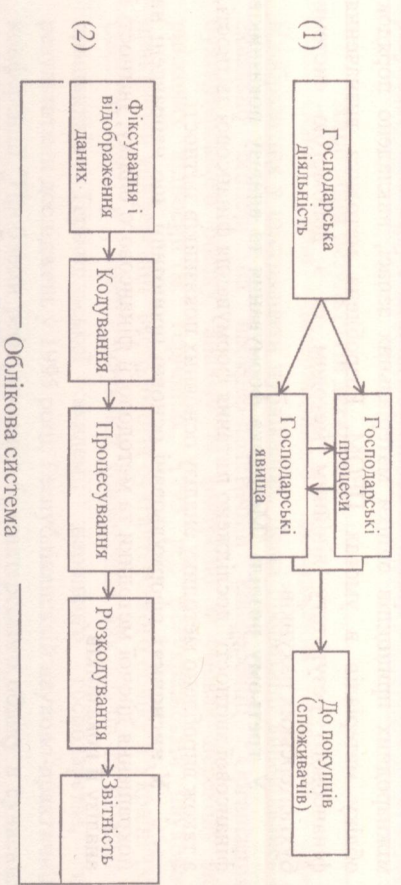 (1)
Господарська
діяльність
Господарські
процеси
Господарські
явища
До покупців
(споживачів)
(2)
Фіксування і
відображення
даних
Кодування
Процесування
Розкодування
Звітність
Облікова система